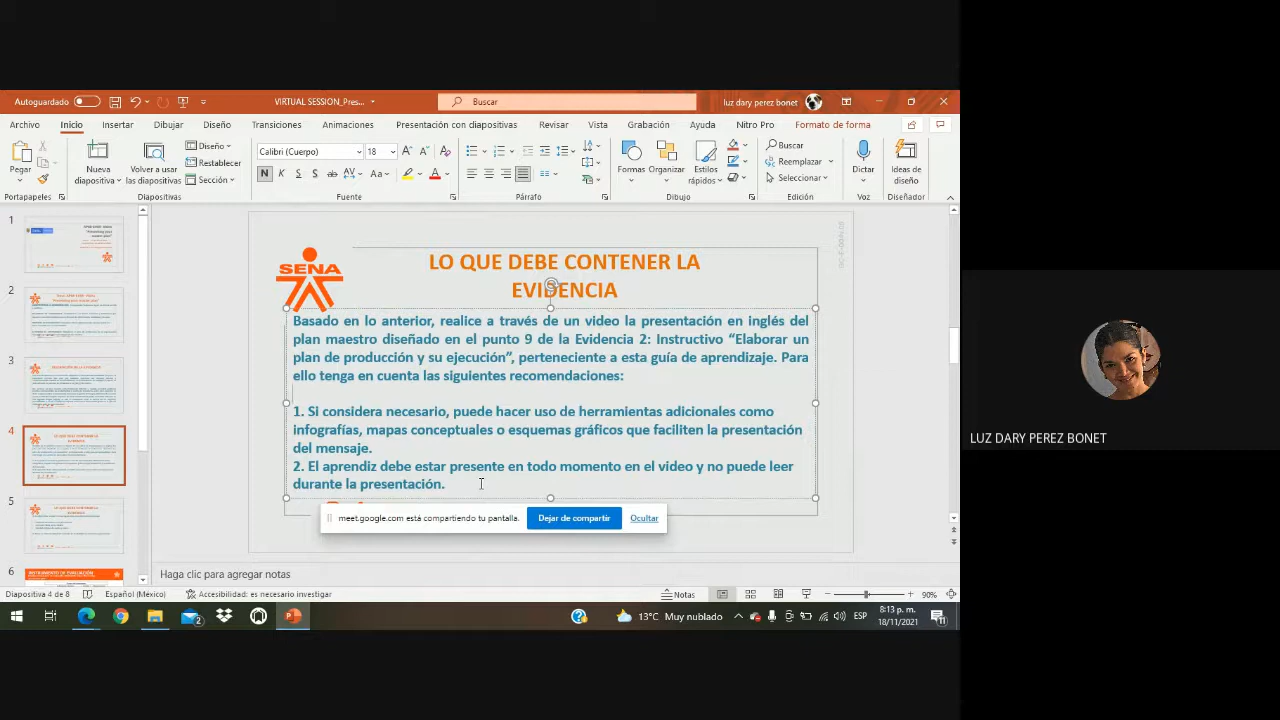 Autoguardado
VIRTUAL SESSION_Pres...
Buscar
luz dary perez bonet
Archivo Inicio Insertar Dibujar Diseño Transiciones Animaciones Presentación con diapositivas Revisar Vista Grabación Ayuda Nitro Pro Formato de forma
Pegar
Nueva diapositiva
Volver a usar las diapositivas
Diseño
Restablecer
Sección
Calibri (Cuerpo) 18
N K S S ab AV Aa A
Formas
Organizar
Estilos rápidos
Buscar
Reemplazar
Seleccionar
Dictar
Ideas de diseño
Portapapeles Diapositivas Fuente Párrafo Dibujo Edición Voz Diseñador
1
2
3
4
5
6
SENA
LO QUE DEBE CONTENER LA
EVIDENCIA
Basado en lo anterior, realice a través de un video la presentación en inglés del
plan maestro diseñado en el punto 9 de la Evidencia 2: Instructivo “Elaborar un
plan de producción y su ejecución”, perteneciente a esta guía de aprendizaje. Para
ello tenga en cuenta las siguientes recomendaciones:
1. Si considera necesario, puede hacer uso de herramientas adicionales como
infografías, mapas conceptuales o esquemas gráficos que faciliten la presentación
del mensaje.
2. El aprendiz debe estar presente en todo momento en el video y no puede leer
durante la presentación.
meet.google.com está compartiendo tu pantalla.
Dejar de compartir
Ocultar
LUZ DARY PEREZ BONET
Haga clic para agregar notas
Diapositiva 4 de 8 Español (México) Accesibilidad: es necesario investigar Notas 90%
13°C Muy nublado ESP
8:13 p. m.
18/11/2021